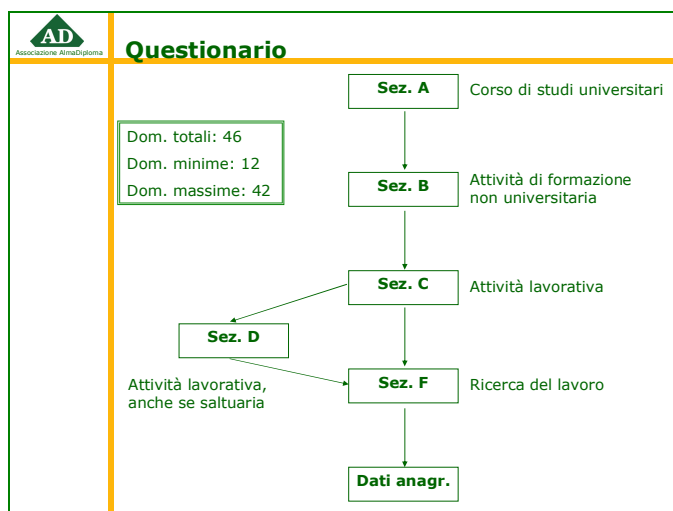 AD
Associazione AlmaDiploma
Questionario
Sez. A
Corso di studi universitari
Dom. totali: 46
Dom. minime: 12
Dom. massime: 42
Sez. B
Attività di formazione
non universitaria
Sez. C
Attività lavorativa
Sez. D
Attività lavorativa,
anche se saltuaria
Sez. F
Ricerca del lavoro
Dati anagr.